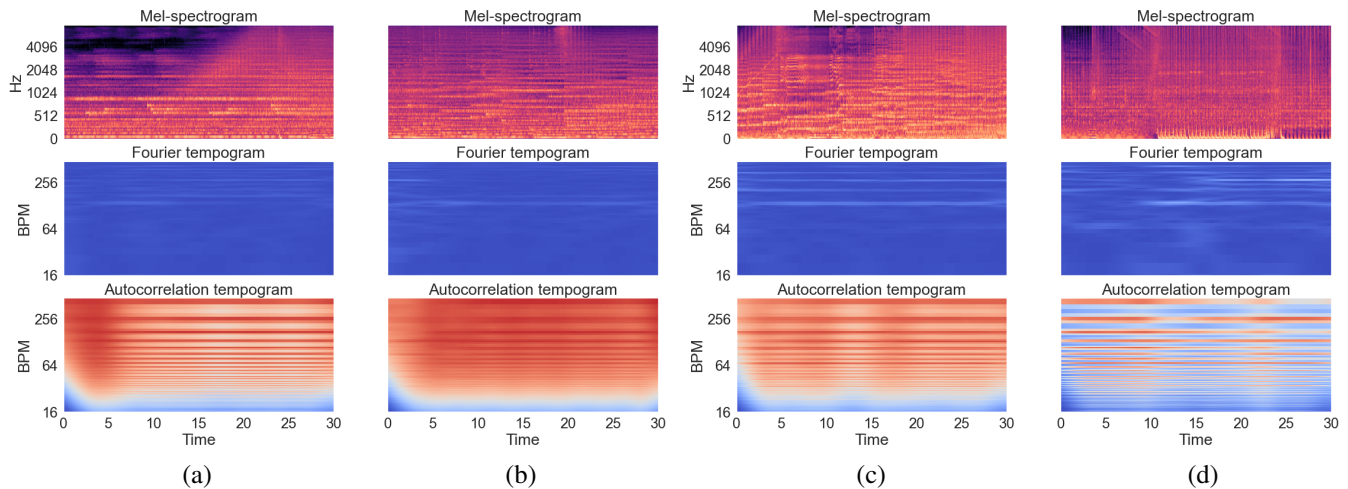 Mel-spectrogram Mel-spectrogram Mel-spectrogram Mel-spectrogram
4096 4096
2048 2048
Hz Hz
1024 1024
512 512
0 0
Fourier tempogram Fourier tempogram Fourier tempogram Fourier tempogram
256 256
BPM BPM
64 64
16 16
Autocorrelation tempogram Autocorrelation tempogram Autocorrelation tempogram Autocorrelation tempogram
256 256
BPM BPM
64 64
16 16
0 5 10 15 20 25 30 0 5 10 15 20 25 30 0 5 10 15 20 25 30 0 5 10 15 20 25 30
Time Time Time Time
(a) (b) (c) (d)